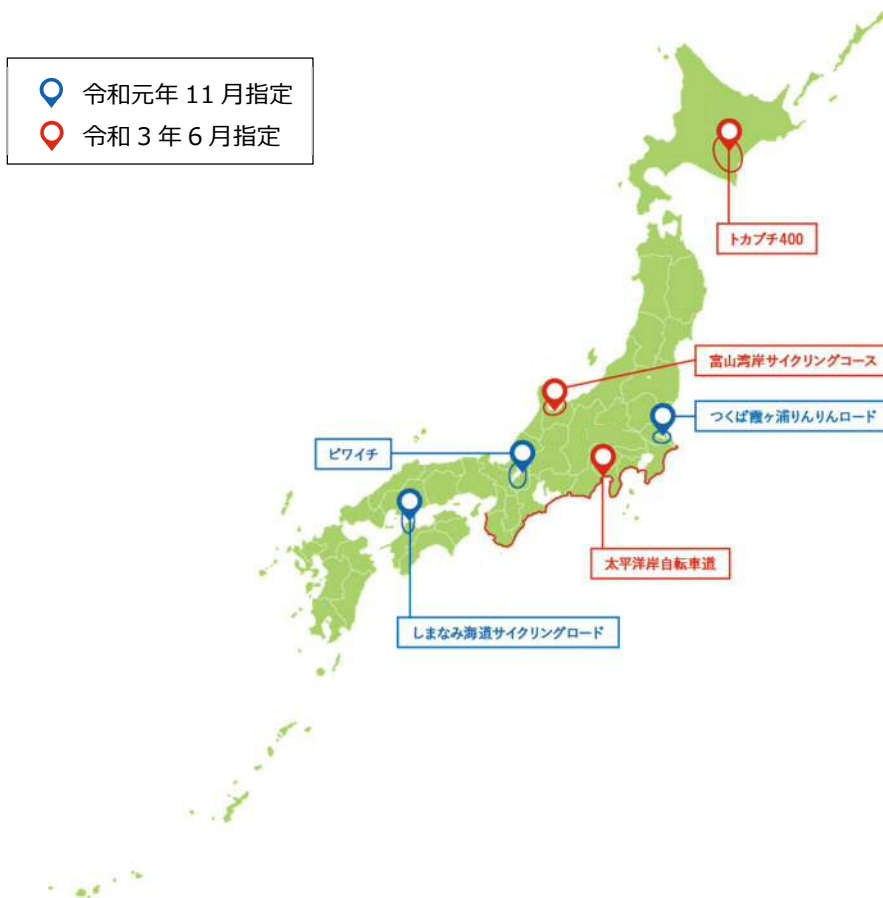 令和元年 11 月指定
令和 3 年 6 月指定
トカプチ400
富山湾岸サイクリングコース
つくば霞ヶ浦りんりんロード
ビワイチ
太平洋岸自転車道
しまなみ海道サイクリングロード